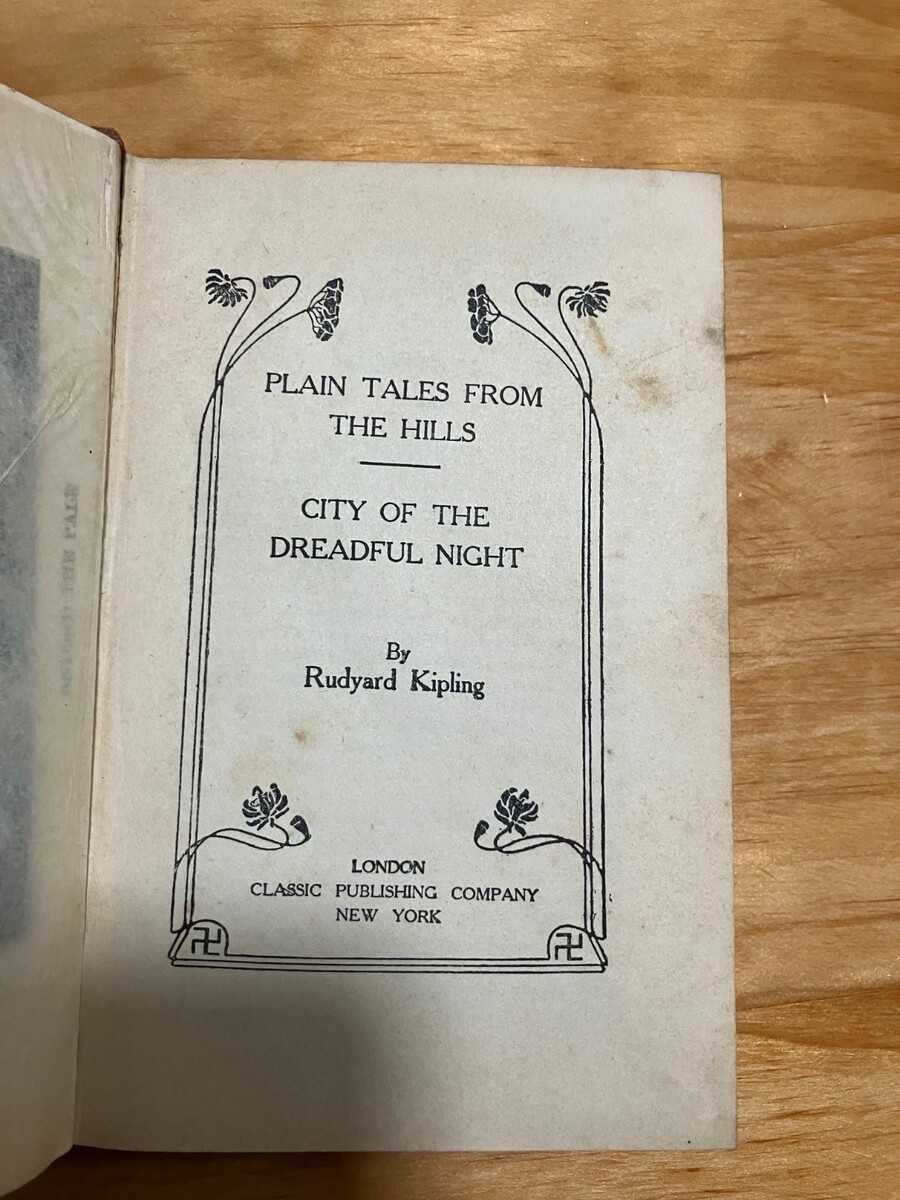 PLAIN TALES FROM
THE HILLS
CITY OF THE
DREADFUL NIGHT
By
Rudyard Kipling
LONDON
CLASSIC PUBLISHING COMPANY
NEW YORK